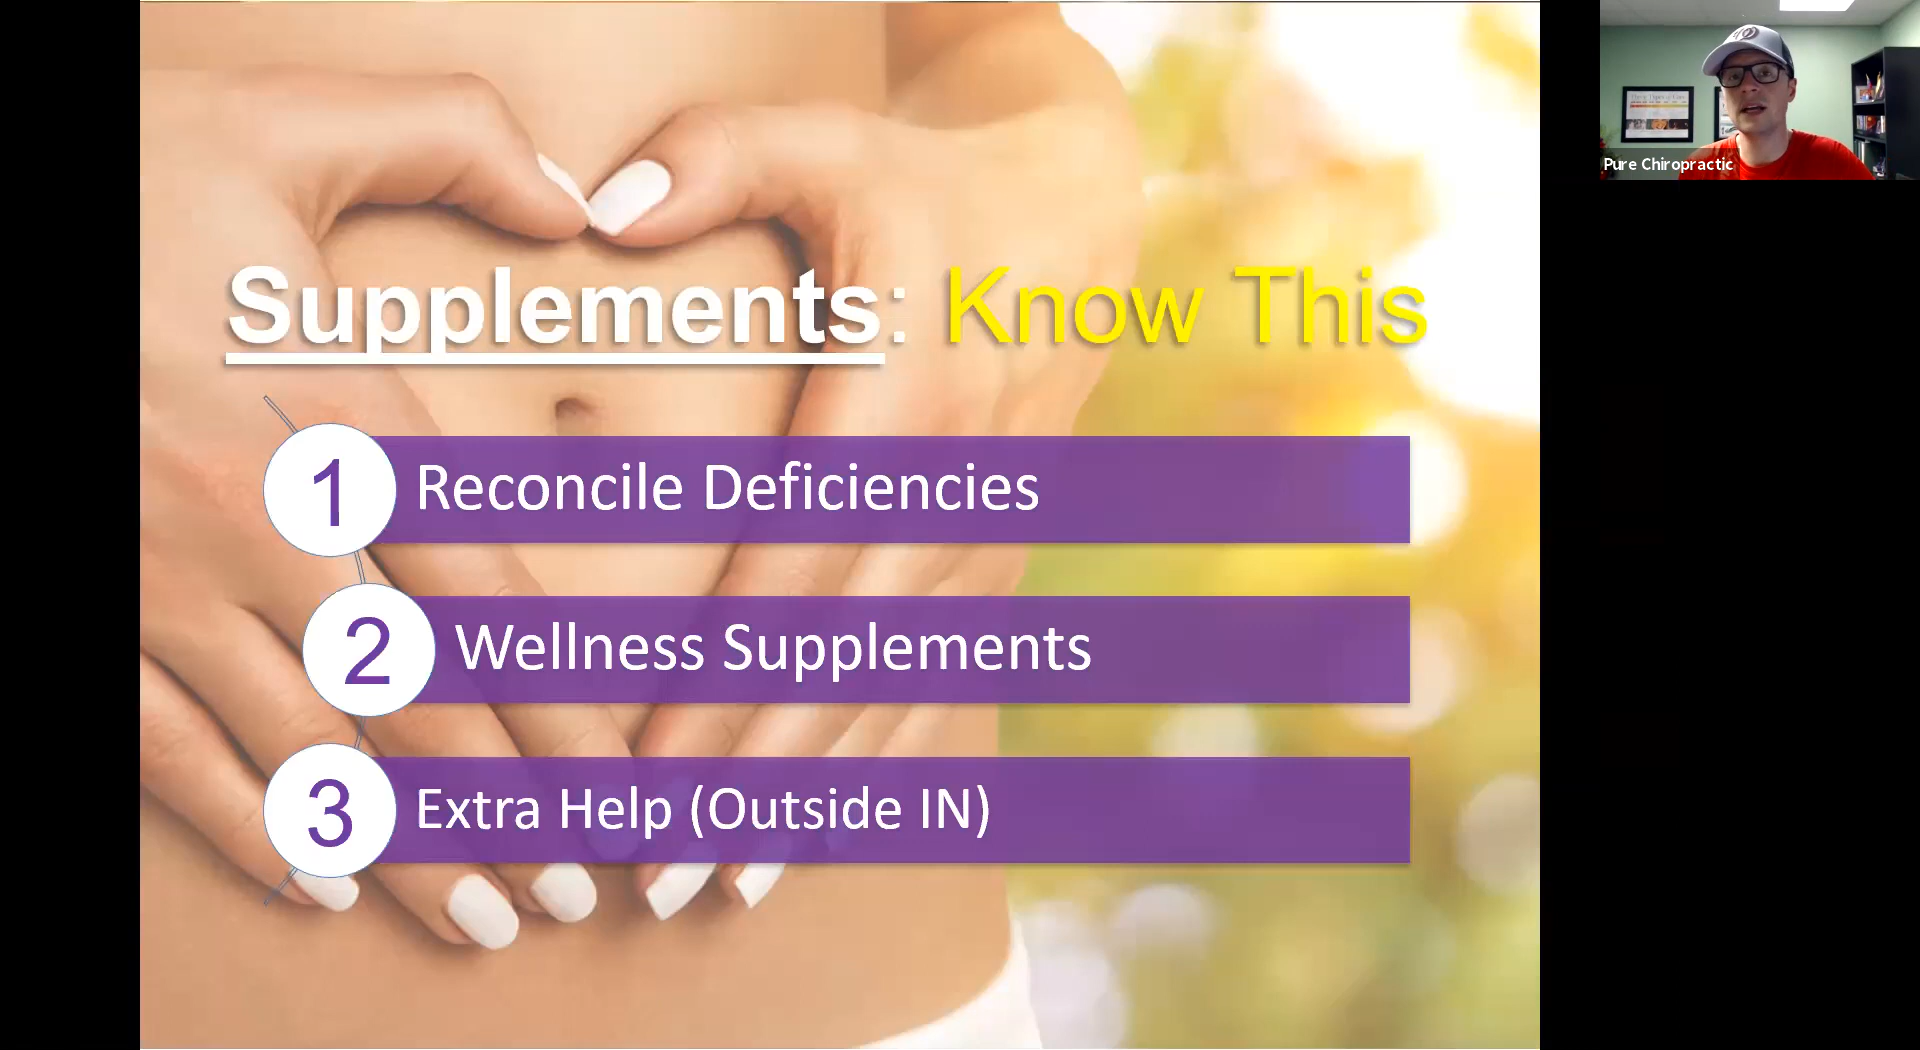 Supplements: Know This
1 Reconcile Deficiencies
2 Wellness Supplements
3 Extra Help (Outside IN)
Pure Chiropractic